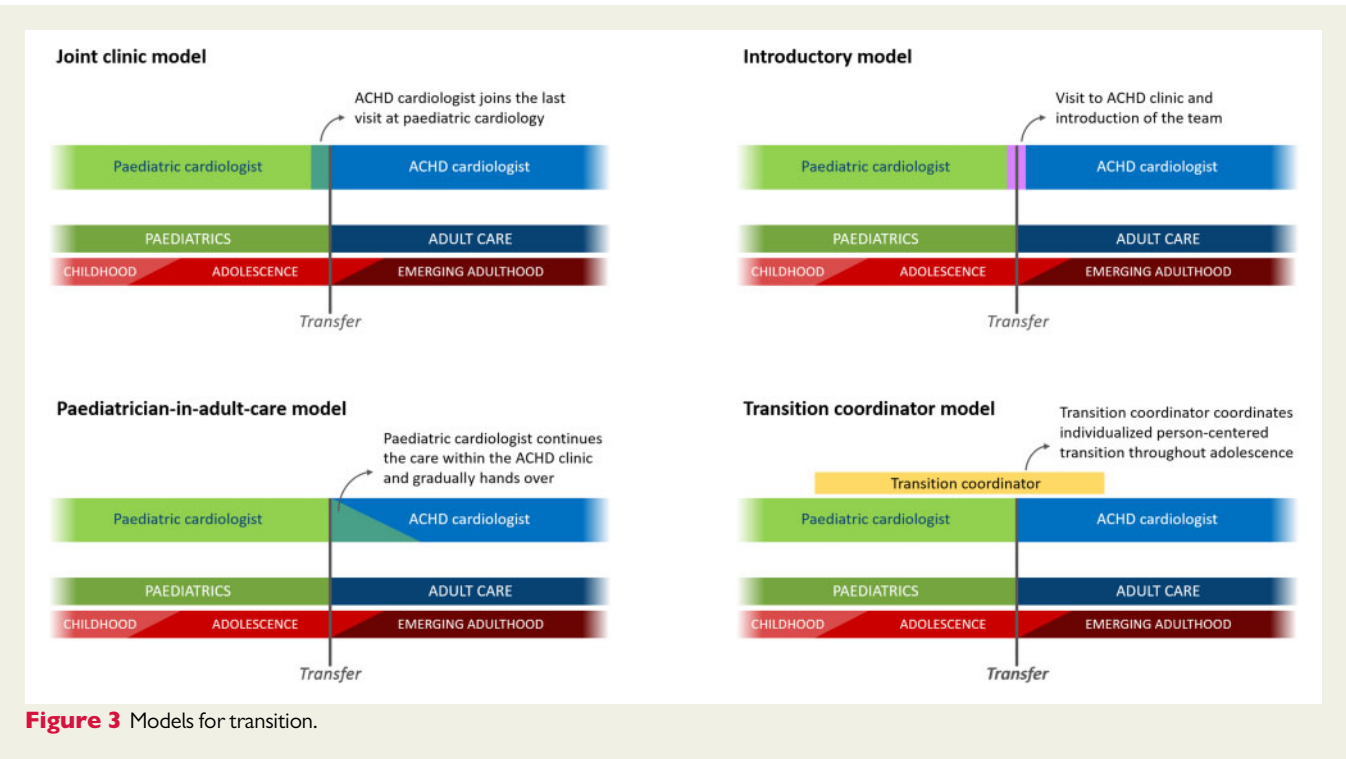 Joint clinic model
ACHD cardiologist joins the last
visit at paediatric cardiology
Paediatric cardiologist
ACHD cardiologist
PAEDIATRICS
ADULT CARE
CHILDHOOD
ADOLESCENCE
EMERGING ADULTHOOD
Transfer
Introductory model
Visit to ACHD clinic and
introduction of the team
Paediatric cardiologist
ACHD cardiologist
PAEDIATRICS
ADULT CARE
CHILDHOOD
ADOLESCENCE
EMERGING ADULTHOOD
Transfer
Paediatrician-in-adult-care model
Paediatric cardiologist continues
the care within the ACHD clinic
and gradually hands over
Paediatric cardiologist
ACHD cardiologist
PAEDIATRICS
ADULT CARE
CHILDHOOD
ADOLESCENCE
EMERGING ADULTHOOD
Transfer
Transition coordinator model
Transition coordinator coordinates
individualized person-centered
transition throughout adolescence
Transition coordinator
Paediatric cardiologist
ACHD cardiologist
PAEDIATRICS
ADULT CARE
CHILDHOOD
ADOLESCENCE
EMERGING ADULTHOOD
Transfer
Figure 3 Models for transition.